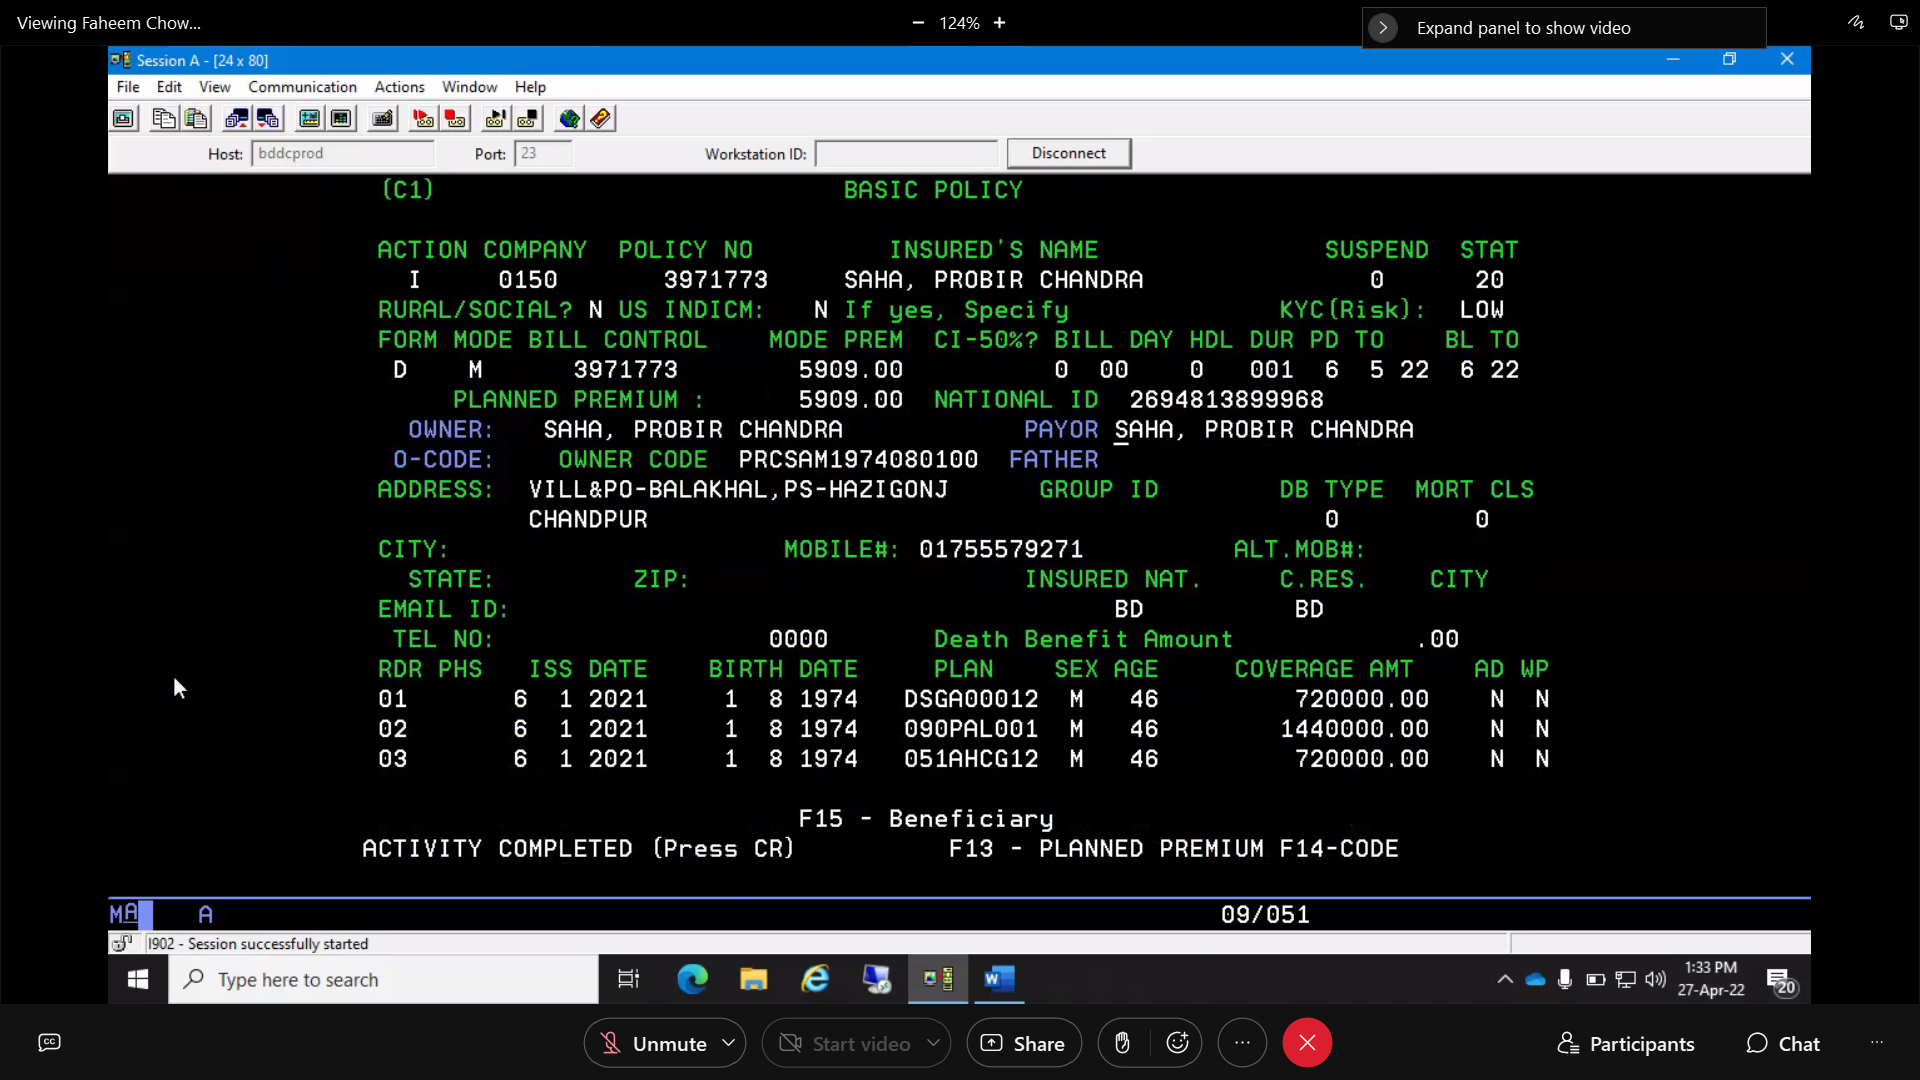 Viewing Faheem Chow...
− 124% +
Expand panel to show video
Session A - [24 x 80]
File Edit View Communication Actions Window Help
Host: bddcprod Port: 23 Workstation ID: Disconnect
(C1) BASIC POLICY
ACTION COMPANY POLICY NO INSURED'S NAME SUSPEND STAT
I 0150 3971773 SAHA, PROBIR CHANDRA 0 20
RURAL/SOCIAL? N US INDICM: N If yes, Specify KYC(Risk): LOW
FORM MODE BILL CONTROL MODE PREM CI-50%? BILL DAY HDL DUR PD TO BL TO
D M 3971773 5909.00 0 00 0 001 6 5 22 6 22
PLANNED PREMIUM : 5909.00 NATIONAL ID 2694813899968
OWNER: SAHA, PROBIR CHANDRA PAYOR SAHA, PROBIR CHANDRA
O-CODE: OWNER CODE PRCSAM1974080100 FATHER
ADDRESS: VILL&PO-BALAKHAL,PS-HAZIGONJ GROUP ID DB TYPE MORT CLS
CHANDPUR 0 0
CITY: MOBILE#: 01755579271 ALT.MOB#:
STATE: ZIP: INSURED NAT. C.RES. CITY
EMAIL ID: BD BD
TEL NO: 0000 Death Benefit Amount .00
RDR PHS ISS DATE BIRTH DATE PLAN SEX AGE COVERAGE AMT AD WP
01 6 1 2021 1 8 1974 DSGA00012 M 46 720000.00 N N
02 6 1 2021 1 8 1974 090PAL001 M 46 1440000.00 N N
03 6 1 2021 1 8 1974 051AHCG12 M 46 720000.00 N N
F15 - Beneficiary
ACTIVITY COMPLETED (Press CR) F13 - PLANNED PREMIUM F14-CODE
MA A 09/051
I902 - Session successfully started
Type here to search
1:33 PM
27-Apr-22
20
Unmute Start video Share Participants Chat